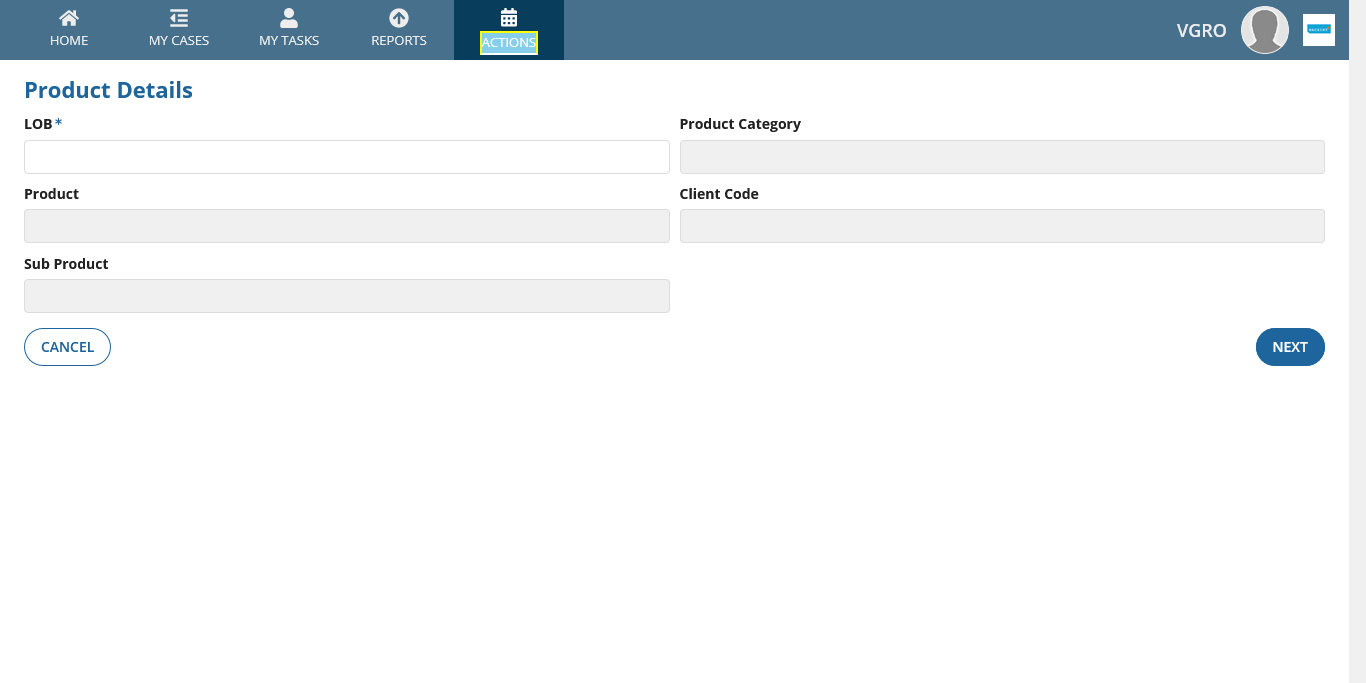 HOME
MY CASES
MY TASKS
REPORTS
ACTIONS
VGRO
Product Details
LOB *
Product Category
Product
Client Code
Sub Product
CANCEL
NEXT